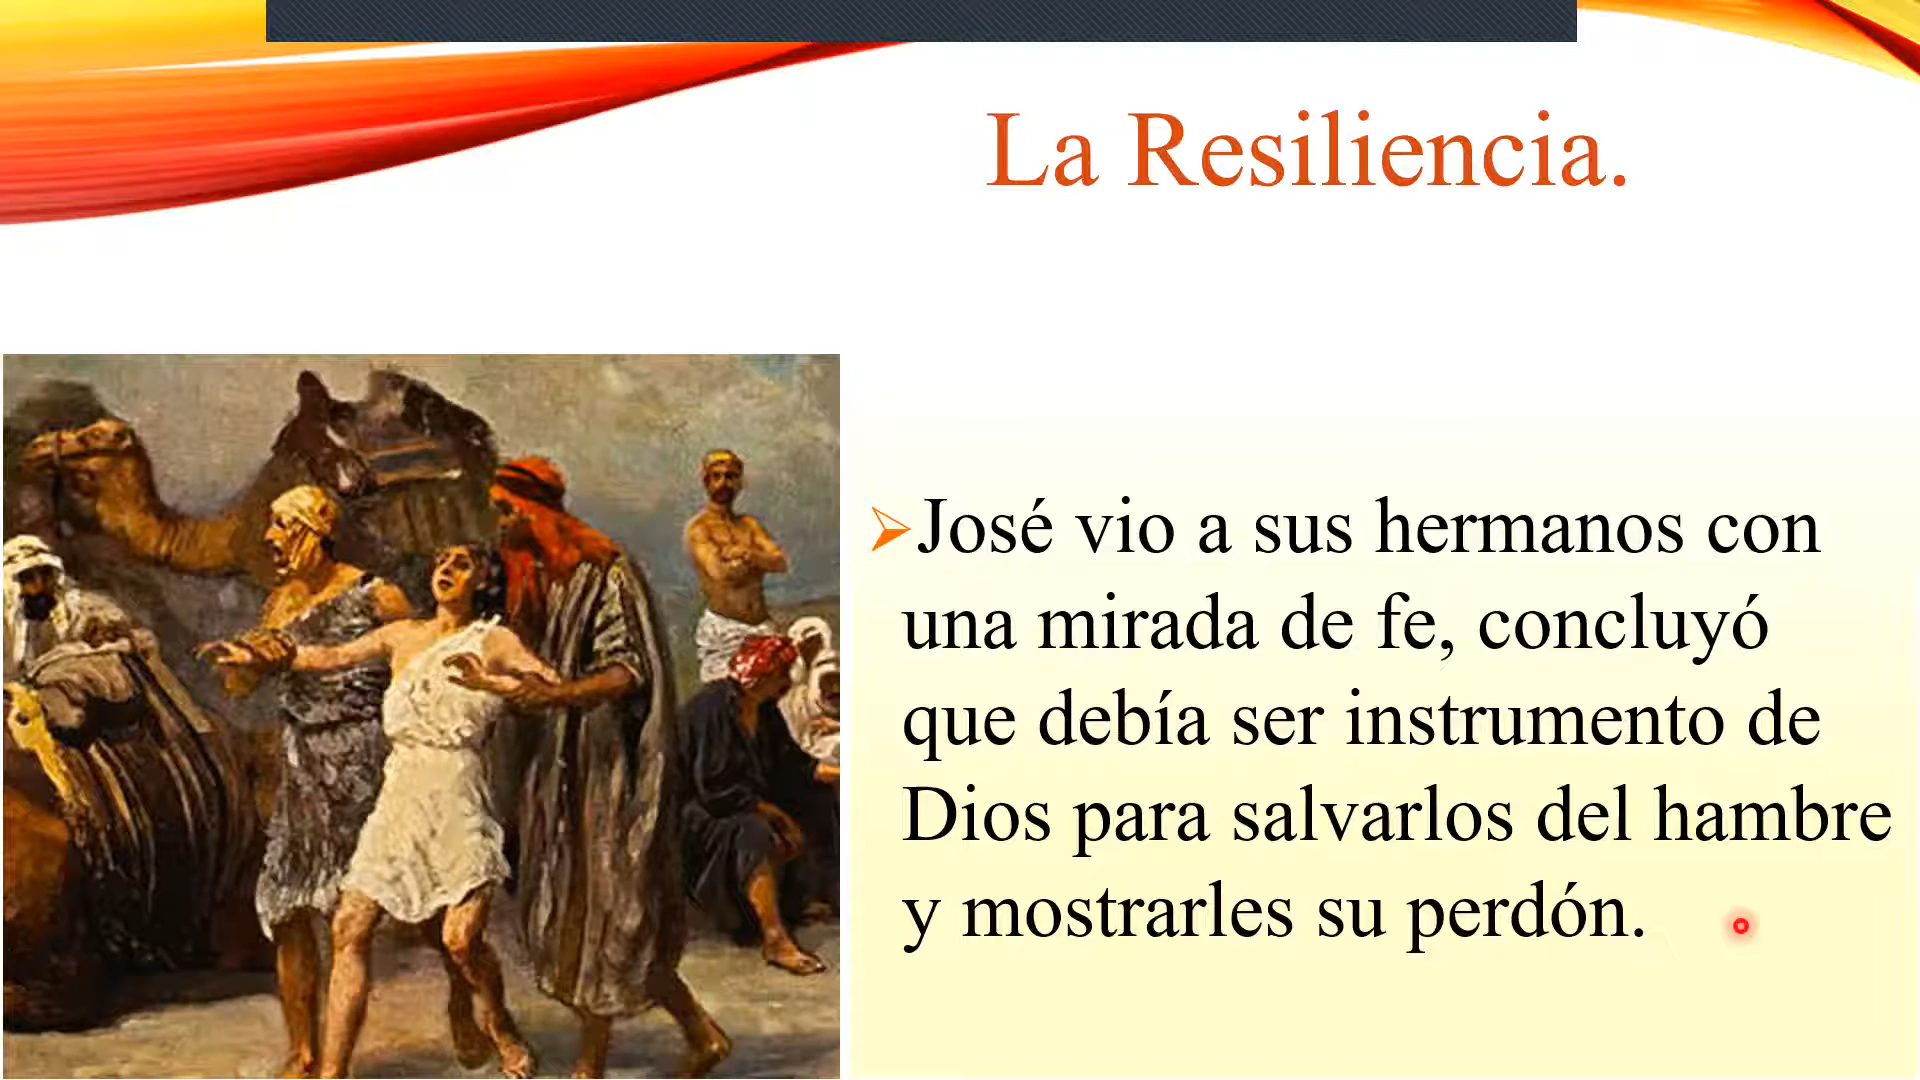 La Resiliencia.
José vio a sus hermanos con
una mirada de fe, concluyó
que debía ser instrumento de
Dios para salvarlos del hambre
y mostrarles su perdón.